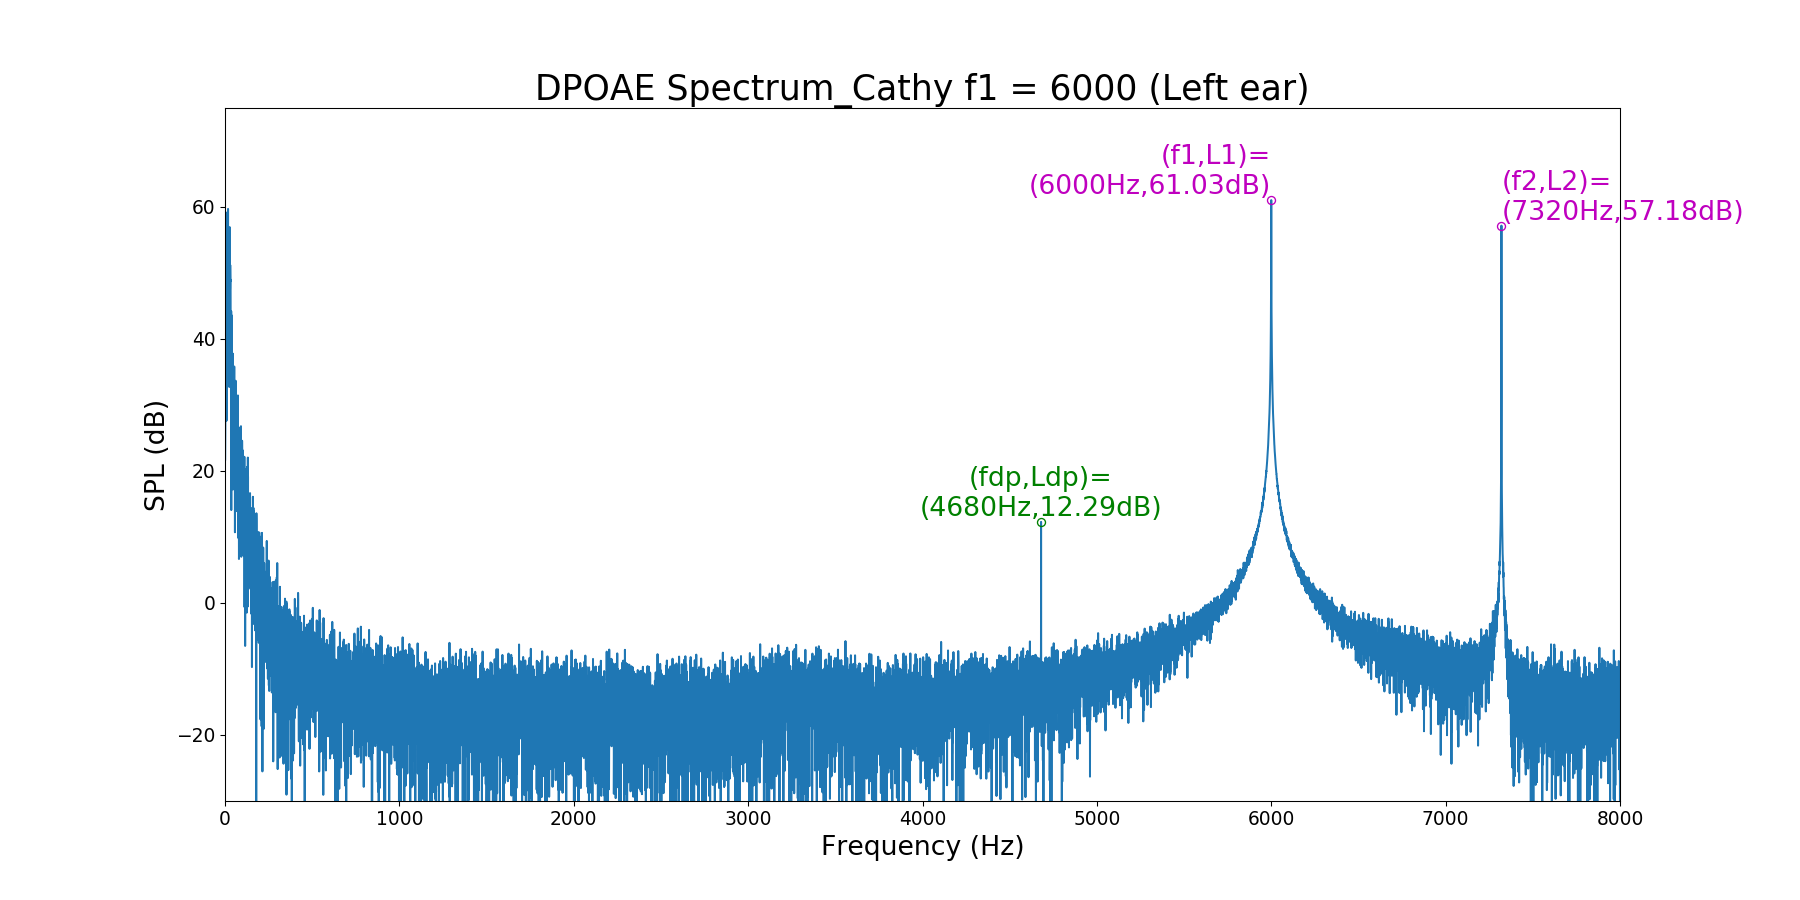 DPOAE Spectrum_Cathy f1 = 6000 (Left ear)
(f1,L1)=
(6000Hz,61.03dB)
(f2,L2)=
(7320Hz,57.18dB)
(fdp,Ldp)=
(4680Hz,12.29dB)
SPL (dB)
60
40
20
0
−20
0 1000 2000 3000 4000 5000 6000 7000 8000
Frequency (Hz)